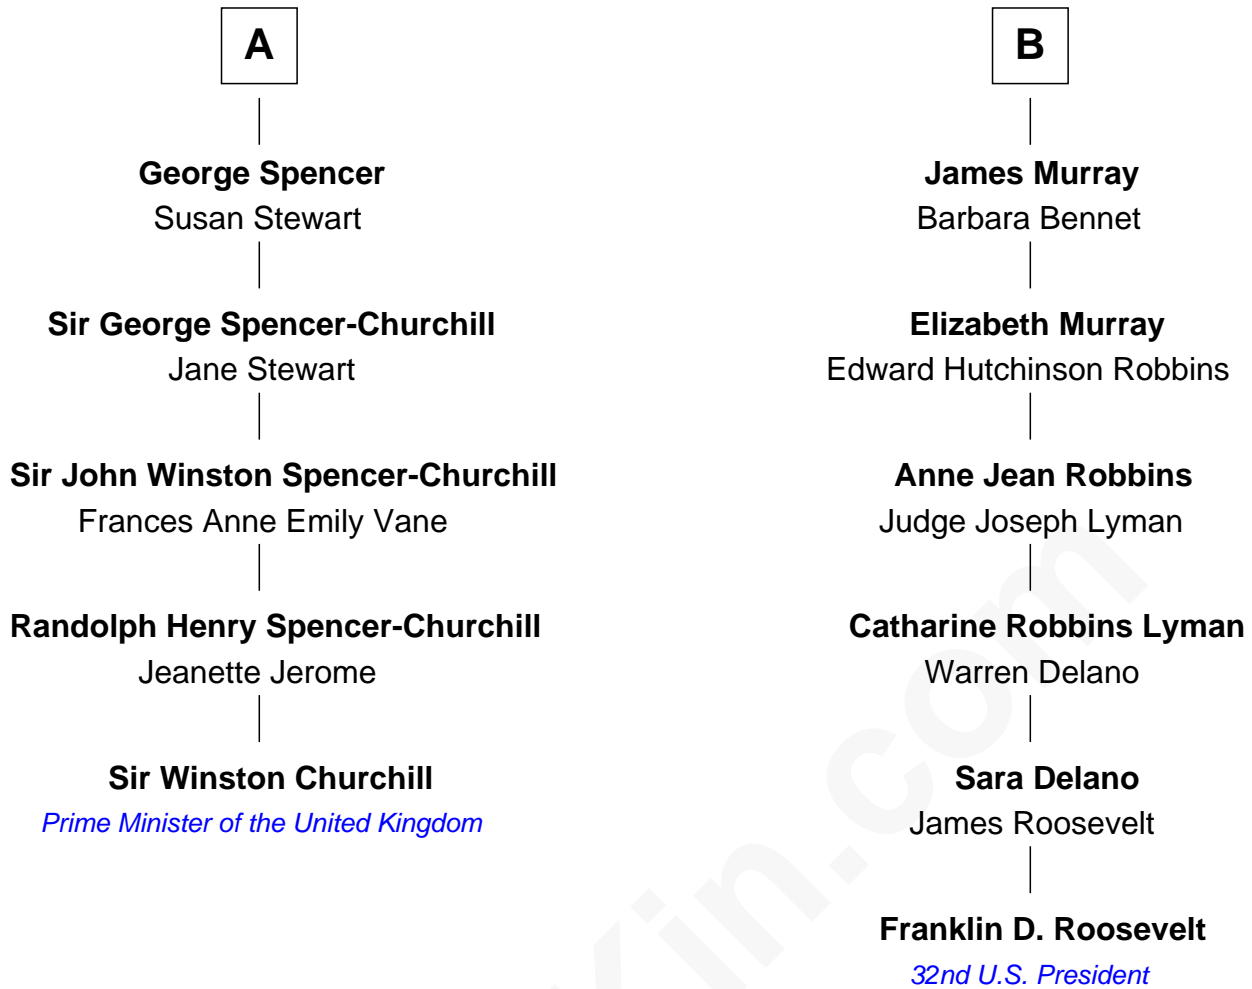 A
George Spencer
Susan Stewart
Sir George Spencer-Churchill
Jane Stewart
Sir John Winston Spencer-Churchill
Frances Anne Emily Vane
Randolph Henry Spencer-Churchill
Jeanette Jerome
Sir Winston Churchill
Prime Minister of the United Kingdom
B
James Murray
Barbara Bennet
Elizabeth Murray
Edward Hutchinson Robbins
Anne Jean Robbins
Judge Joseph Lyman
Catharine Robbins Lyman
Warren Delano
Sara Delano
James Roosevelt
Franklin D. Roosevelt
32nd U.S. President
Kin.com